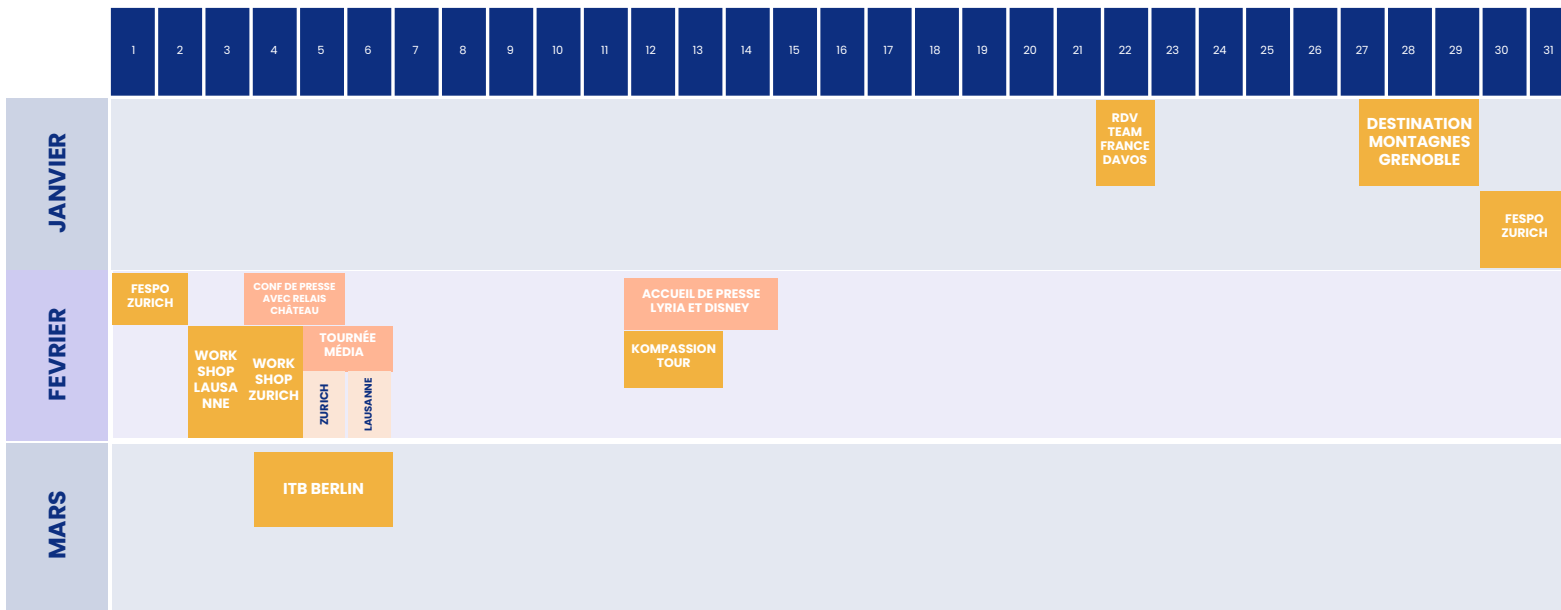 1 2 3 4 5 6 7 8 9 10 11 12 13 14 15 16 17 18 19 20 21 22 23 24 25 26 27 28 29 30 31
JANVIER
RDV
TEAM
FRANCE
DAVOS
DESTINATION
MONTAGNES
GRENOBLE
FESPO
ZURICH
FEVRIER
FESPO
ZURICH
CONF DE PRESSE
AVEC RELAIS
CHÂTEAU
WORK
SHOP
LAUSA
NNE
WORK
SHOP
ZURICH
TOURNÉE
MÉDIA
ZURICH
LAUSANNE
ACCUEIL DE PRESSE
LYRIA ET DISNEY
KOMPASSION
TOUR
MARS
ITB BERLIN